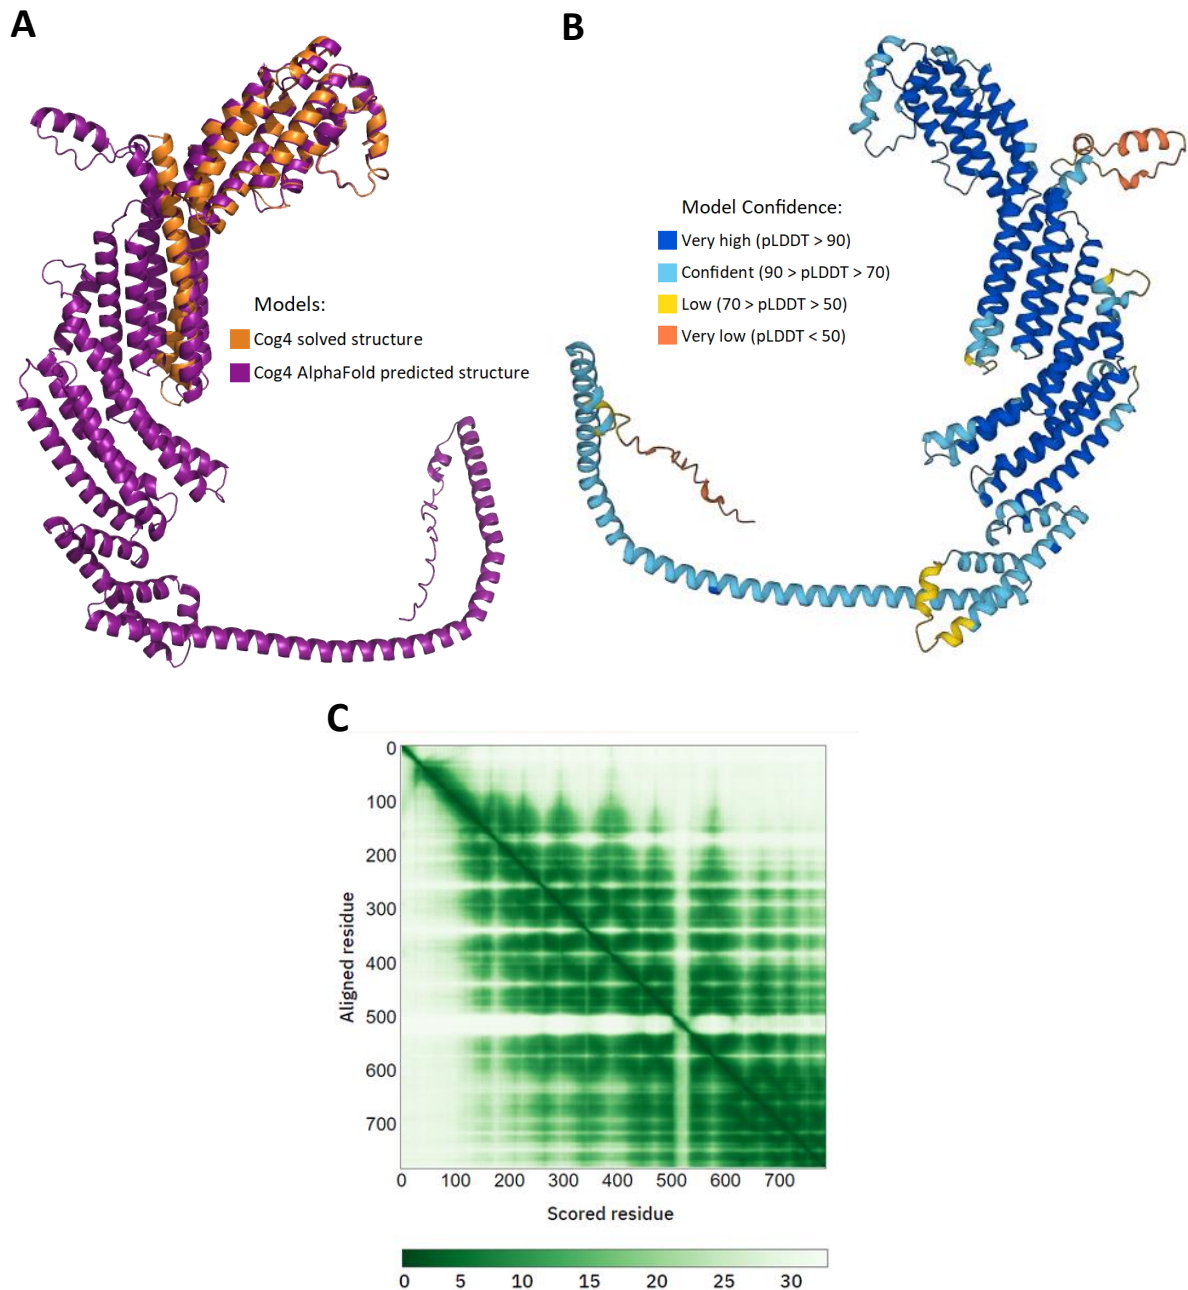 A
B
Models:
Cog4 solved structure
Cog4 AlphaFold predicted structure
Model Confidence:
Very high (pLDDT > 90)
Confident (90 > pLDDT > 70)
Low (70 > pLDDT > 50)
Very low (pLDDT < 50)
C
0
100
200
300
400
500
600
700
Aligned residue
0 100 200 300 400 500 600 700
Scored residue
0 5 10 15 20 25 30